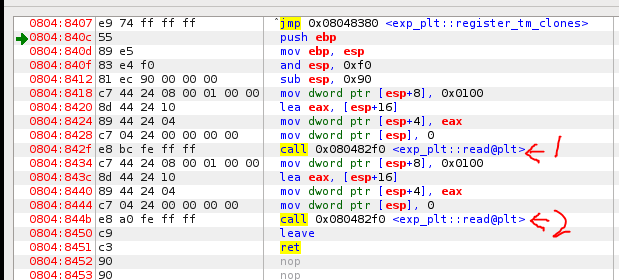 0804:8407 e9 74 ff ff ff jmp 0x08048380 <exp_plt::register_tm_clones>
0804:840c 55 push ebp
0804:840d 89 e5 mov ebp, esp
0804:840f 83 e4 f0 and esp, 0xf0
0804:8412 81 ec 90 00 00 00 sub esp, 0x90
0804:8418 c7 44 24 08 00 01 00 00 mov dword ptr [esp+8], 0x0100
0804:8420 8d 44 24 10 lea eax, [esp+16]
0804:8424 89 44 24 04 mov dword ptr [esp+4], eax
0804:8428 c7 04 24 00 00 00 00 mov dword ptr [esp], 0
0804:842f e8 bc fe ff ff call 0x080482f0 <exp_plt::read@plt> 1
0804:8434 c7 44 24 08 00 01 00 00 mov dword ptr [esp+8], 0x0100
0804:843c 8d 44 24 10 lea eax, [esp+16]
0804:8440 89 44 24 04 mov dword ptr [esp+4], eax
0804:8444 c7 04 24 00 00 00 00 mov dword ptr [esp], 0
0804:844b e8 a0 fe ff ff call 0x080482f0 <exp_plt::read@plt> 2
0804:8450 c9 leave
0804:8451 c3 ret
0804:8452 90 nop
0804:8453 90 nop